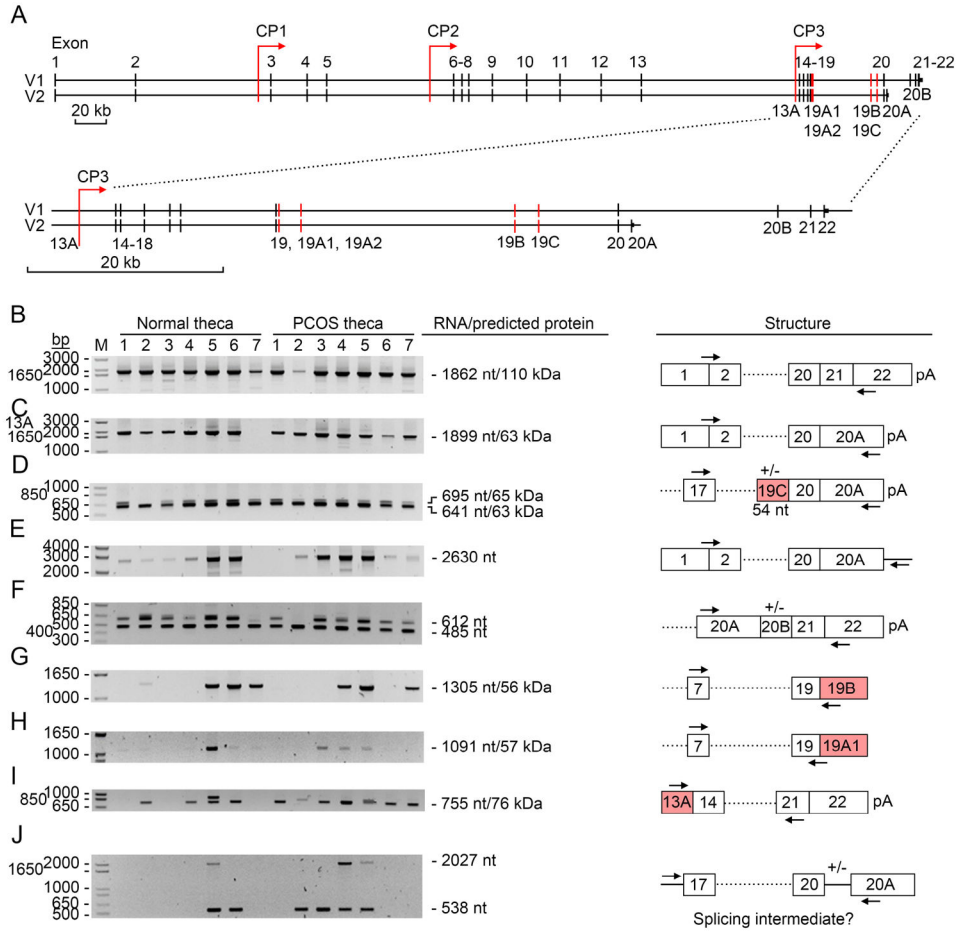 A
Exon
CP1 CP2 CP3
1 2 3 4 5 6-8 9 10 11 12 13 14-19 20 21-22
V1
V2
20 kb
13A 19A1 19B 20A 20B
19A2 19C
CP3
V1
V2
13A 14-18 19, 19A1, 19A2 19B 19C 20 20A 20B 21 22
20 kb
B
Normal theca PCOS theca RNA/predicted protein Structure
bp M 1 2 3 4 5 6 7 1 2 3 4 5 6 7
3000 -
2000 -
1650
1000 -
- 1862 nt/110 kDa
1 2 20 21 22 pA
C
13A
3000 -
2000 -
1650 -
1000 -
- 1899 nt/63 kDa
1 2 20 20A pA
D
1000 -
850
650 -
500 -
695 nt/65 kDa
641 nt/63 kDa
+/-
17 19C 20 20A pA
54 nt
E
4000 -
3000 -
2000 -
- 2630 nt
1 2 20 20A
F
850 -
650 -
500 -
400
300 -
- 612 nt
- 485 nt
+/-
20A 20B 21 22 pA
G
1650 -
1000 -
- 1305 nt/56 kDa
7 19 19B
H
1650 -
1000 -
- 1091 nt/57 kDa
7 19 19A1
I
1000 -
850
650 -
- 755 nt/76 kDa
13A 14 21 22 pA
J
2000 -
1650
1000 -
850 -
650 -
500 -
- 2027 nt
- 538 nt
+/-
17 20 20A
Splicing intermediate?